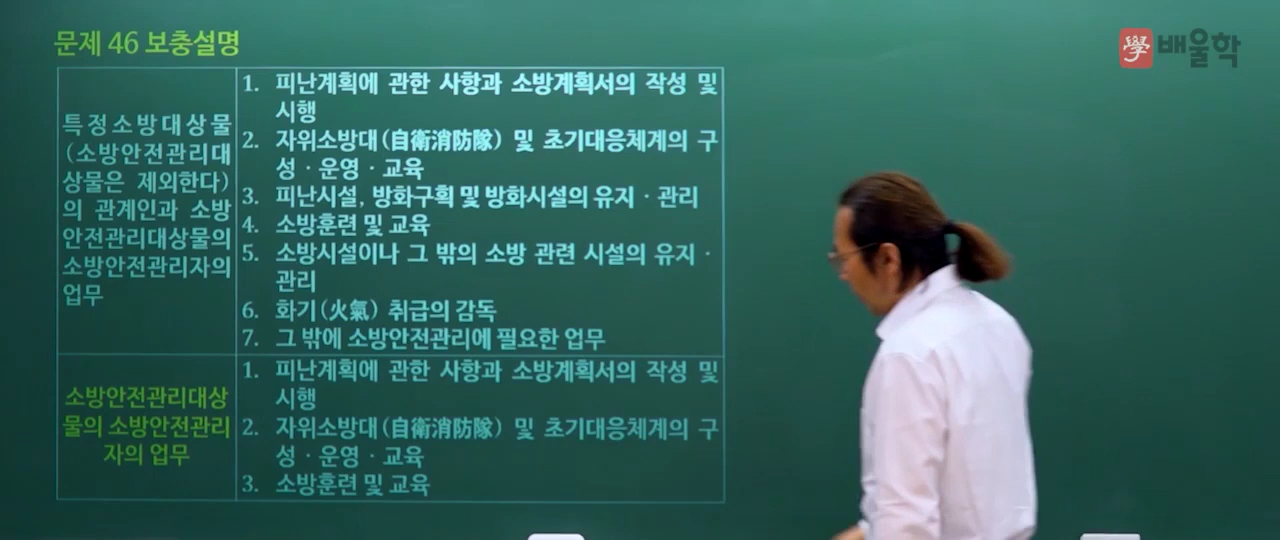 문제 46 보충설명
學 배울학
특정소방대상물
(소방안전관리대
상물은 제외한다)
의 관계인과 소방
안전관리대상물의
소방안전관리자의
업무
1. 피난계획에 관한 사항과 소방계획서의 작성 및
시행
2. 자위소방대(自衛消防隊) 및 초기대응체계의 구
성 · 운영 · 교육
3. 피난시설, 방화구획 및 방화시설의 유지 · 관리
4. 소방훈련 및 교육
5. 소방시설이나 그 밖의 소방 관련 시설의 유지 ·
관리
6. 화기(火氣) 취급의 감독
7. 그 밖에 소방안전관리에 필요한 업무
소방안전관리대상
물의 소방안전관리
자의 업무
1. 피난계획에 관한 사항과 소방계획서의 작성 및
시행
2. 자위소방대(自衛消防隊) 및 초기대응체계의 구
성 · 운영 · 교육
3. 소방훈련 및 교육